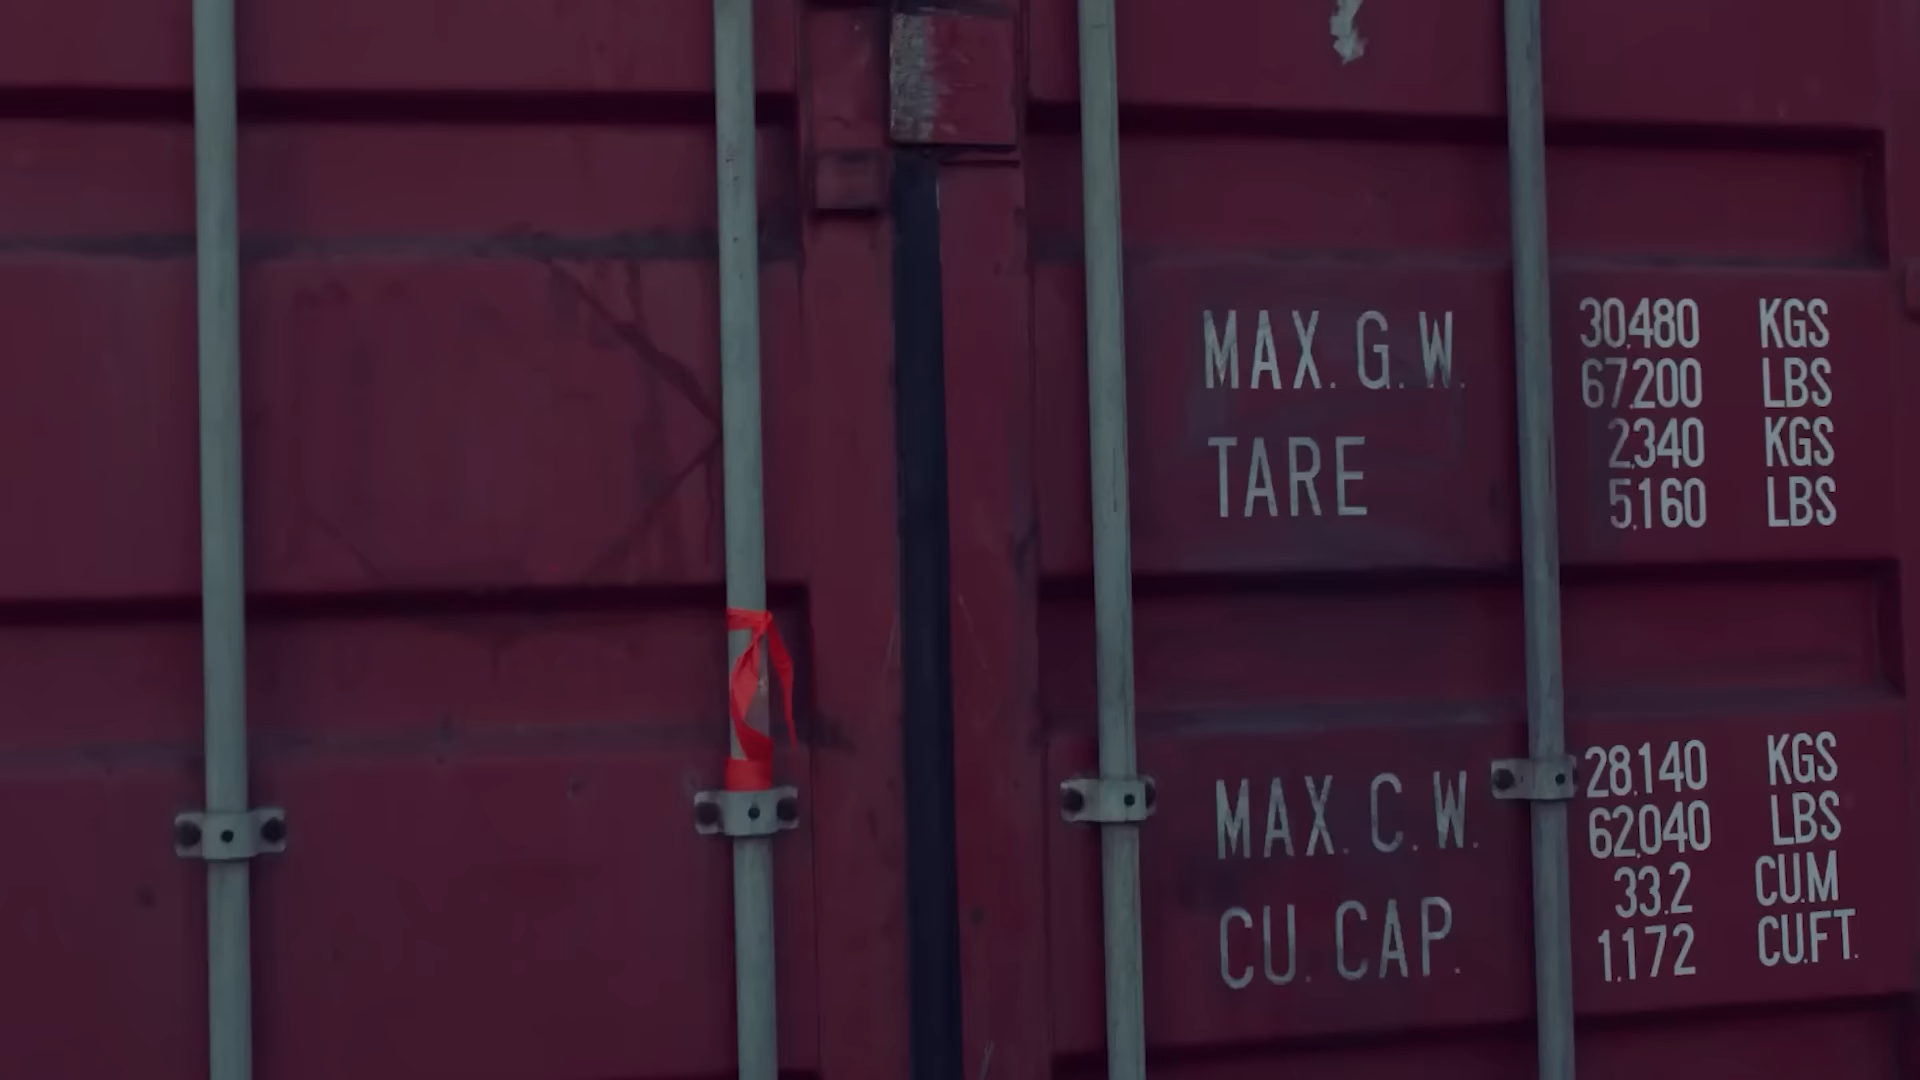 MAX. G. W. 30.480 KGS
67.200 LBS
TARE 2.340 KGS
5.160 LBS
MAX. C. W. 28.140 KGS
62.040 LBS
CU. CAP. 33.2 CU.M
1.172 CU.FT.